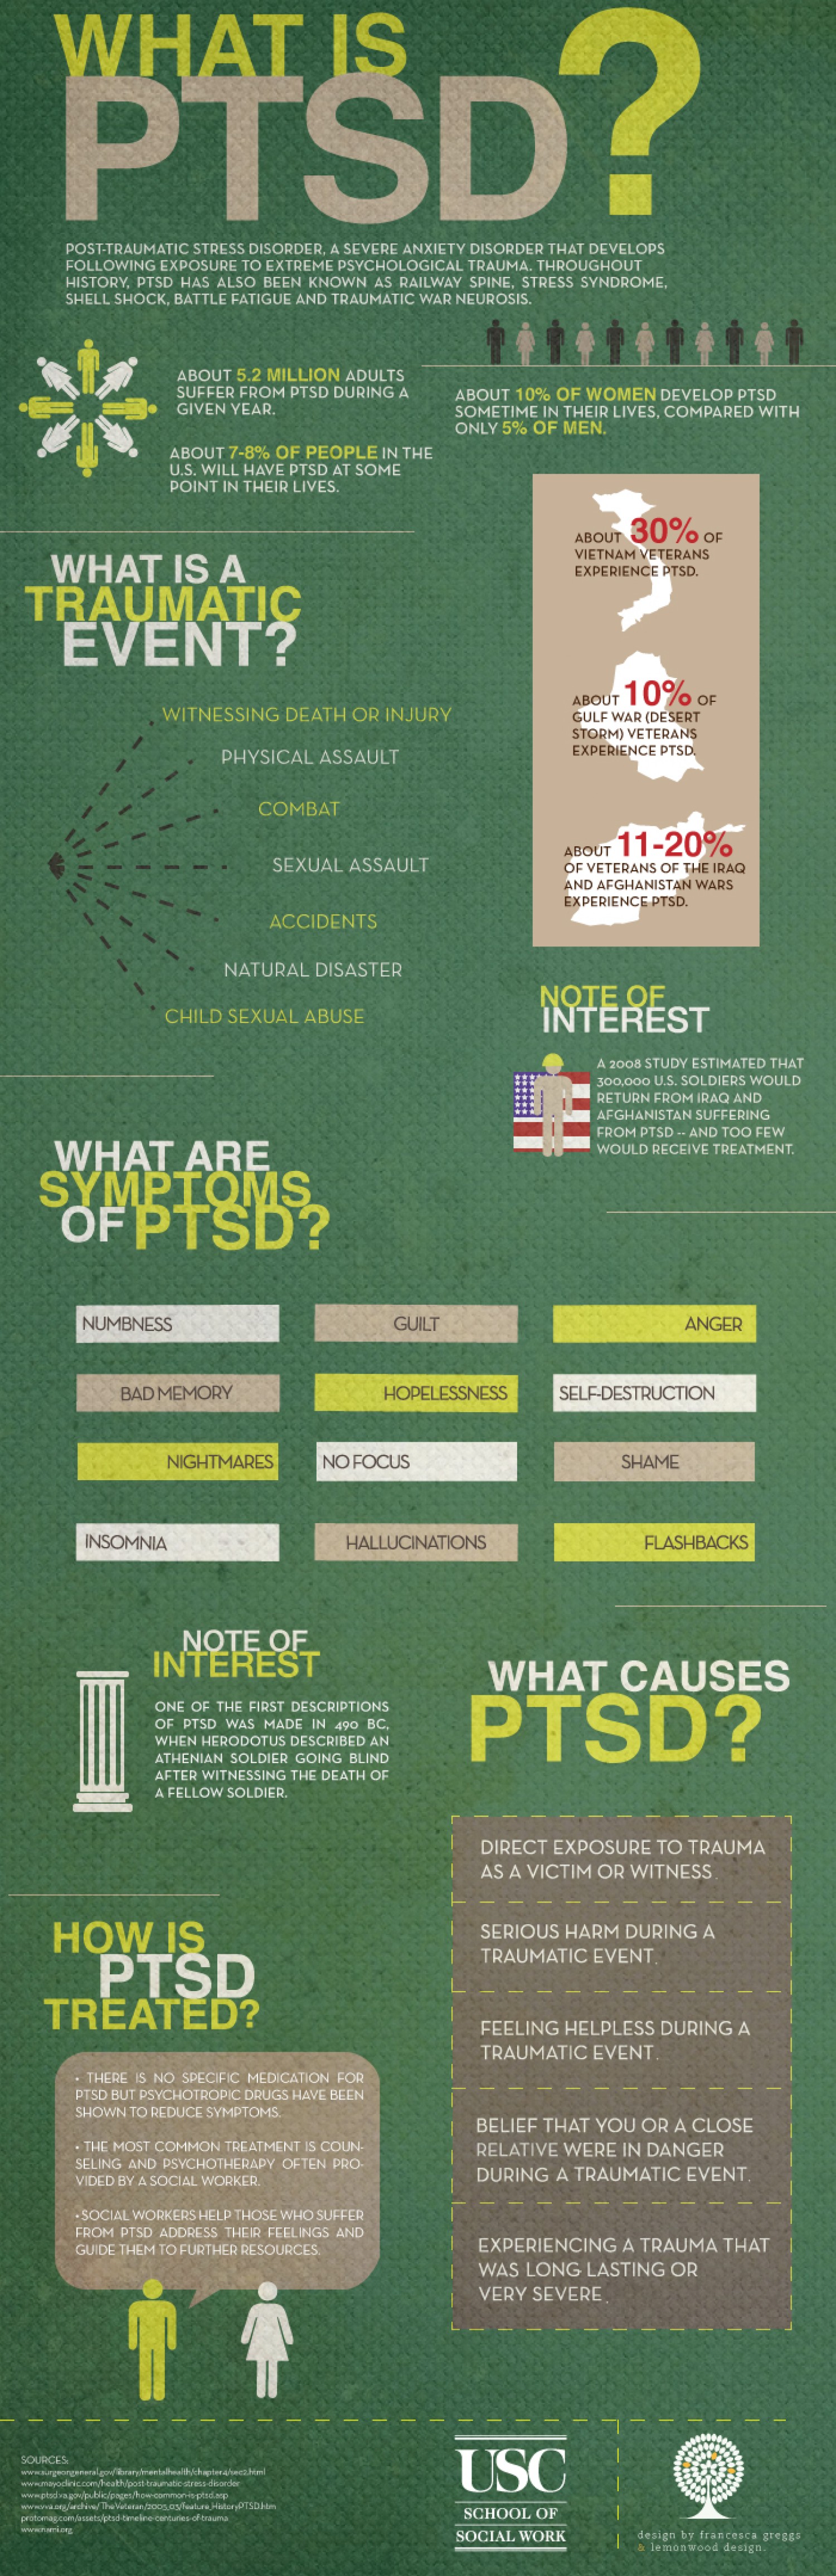 WHAT IS
PTSD?
POST-TRAUMATIC STRESS DISORDER, A SEVERE ANXIETY DISORDER THAT DEVELOPS
FOLLOWING EXPOSURE TO EXTREME PSYCHOLOGICAL TRAUMA. THROUGHOUT
HISTORY, PTSD HAS ALSO BEEN KNOWN AS RAILWAY SPINE, STRESS SYNDROME,
SHELL SHOCK, BATTLE FATIGUE AND TRAUMATIC WAR NEUROSIS.
ABOUT 5.2 MILLION ADULTS
SUFFER FROM PTSD DURING A
GIVEN YEAR.
ABOUT 7-8% OF PEOPLE IN THE
U.S. WILL HAVE PTSD AT SOME
POINT IN THEIR LIVES.
ABOUT 10% OF WOMEN DEVELOP PTSD
SOMETIME IN THEIR LIVES, COMPARED WITH
ONLY 5% OF MEN.
ABOUT 30% OF
VIETNAM VETERANS
EXPERIENCE PTSD.
ABOUT 10% OF
GULF WAR (DESERT
STORM) VETERANS
EXPERIENCE PTSD.
ABOUT 11-20%
OF VETERANS OF THE IRAQ
AND AFGHANISTAN WARS
EXPERIENCE PTSD.
WHAT IS A
TRAUMATIC
EVENT?
WITNESSING DEATH OR INJURY
PHYSICAL ASSAULT
COMBAT
SEXUAL ASSAULT
ACCIDENTS
NATURAL DISASTER
CHILD SEXUAL ABUSE
NOTE OF
INTEREST
A 2008 STUDY ESTIMATED THAT
300,000 U.S. SOLDIERS WOULD
RETURN FROM IRAQ AND
AFGHANISTAN SUFFERING
FROM PTSD -- AND TOO FEW
WOULD RECEIVE TREATMENT.
WHAT ARE
SYMPTOMS
OF PTSD?
NUMBNESS
GUILT
ANGER
BAD MEMORY
HOPELESSNESS
SELF-DESTRUCTION
NIGHTMARES
NO FOCUS
SHAME
INSOMNIA
HALLUCINATIONS
FLASHBACKS
NOTE OF
INTEREST
ONE OF THE FIRST DESCRIPTIONS
OF PTSD WAS MADE IN 490 BC,
WHEN HERODOTUS DESCRIBED AN
ATHENIAN SOLDIER GOING BLIND
AFTER WITNESSING THE DEATH OF
A FELLOW SOLDIER.
WHAT CAUSES
PTSD?
DIRECT EXPOSURE TO TRAUMA
AS A VICTIM OR WITNESS.
SERIOUS HARM DURING A
TRAUMATIC EVENT.
FEELING HELPLESS DURING A
TRAUMATIC EVENT.
BELIEF THAT YOU OR A CLOSE
RELATIVE WERE IN DANGER
DURING A TRAUMATIC EVENT.
EXPERIENCING A TRAUMA THAT
WAS LONG LASTING OR
VERY SEVERE.
HOW IS
PTSD
TREATED?
• THERE IS NO SPECIFIC MEDICATION FOR
PTSD BUT PSYCHOTROPIC DRUGS HAVE BEEN
SHOWN TO REDUCE SYMPTOMS.
• THE MOST COMMON TREATMENT IS COUN-
SELING AND PSYCHOTHERAPY OFTEN PRO-
VIDED BY A SOCIAL WORKER.
• SOCIAL WORKERS HELP THOSE WHO SUFFER
FROM PTSD ADDRESS THEIR FEELINGS AND
GUIDE THEM TO FURTHER RESOURCES.
SOURCES:
www.surgeongeneral.gov/library/mentalhealth/chapter4/sec2.html
www.mayoclinic.com/health/post-traumatic-stress-disorder
www.ptsd.va.gov/public/pages/how-common-is-ptsd.asp
www.vva.org/archive/TheVeteran/2005_03/feature_HistoryPTSD.htm
protomag.com/assets/ptsd-timeline-centuries-of-trauma
www.nami.org
USC
SCHOOL OF
SOCIAL WORK
design by francesca greggs
& lemonwood design.